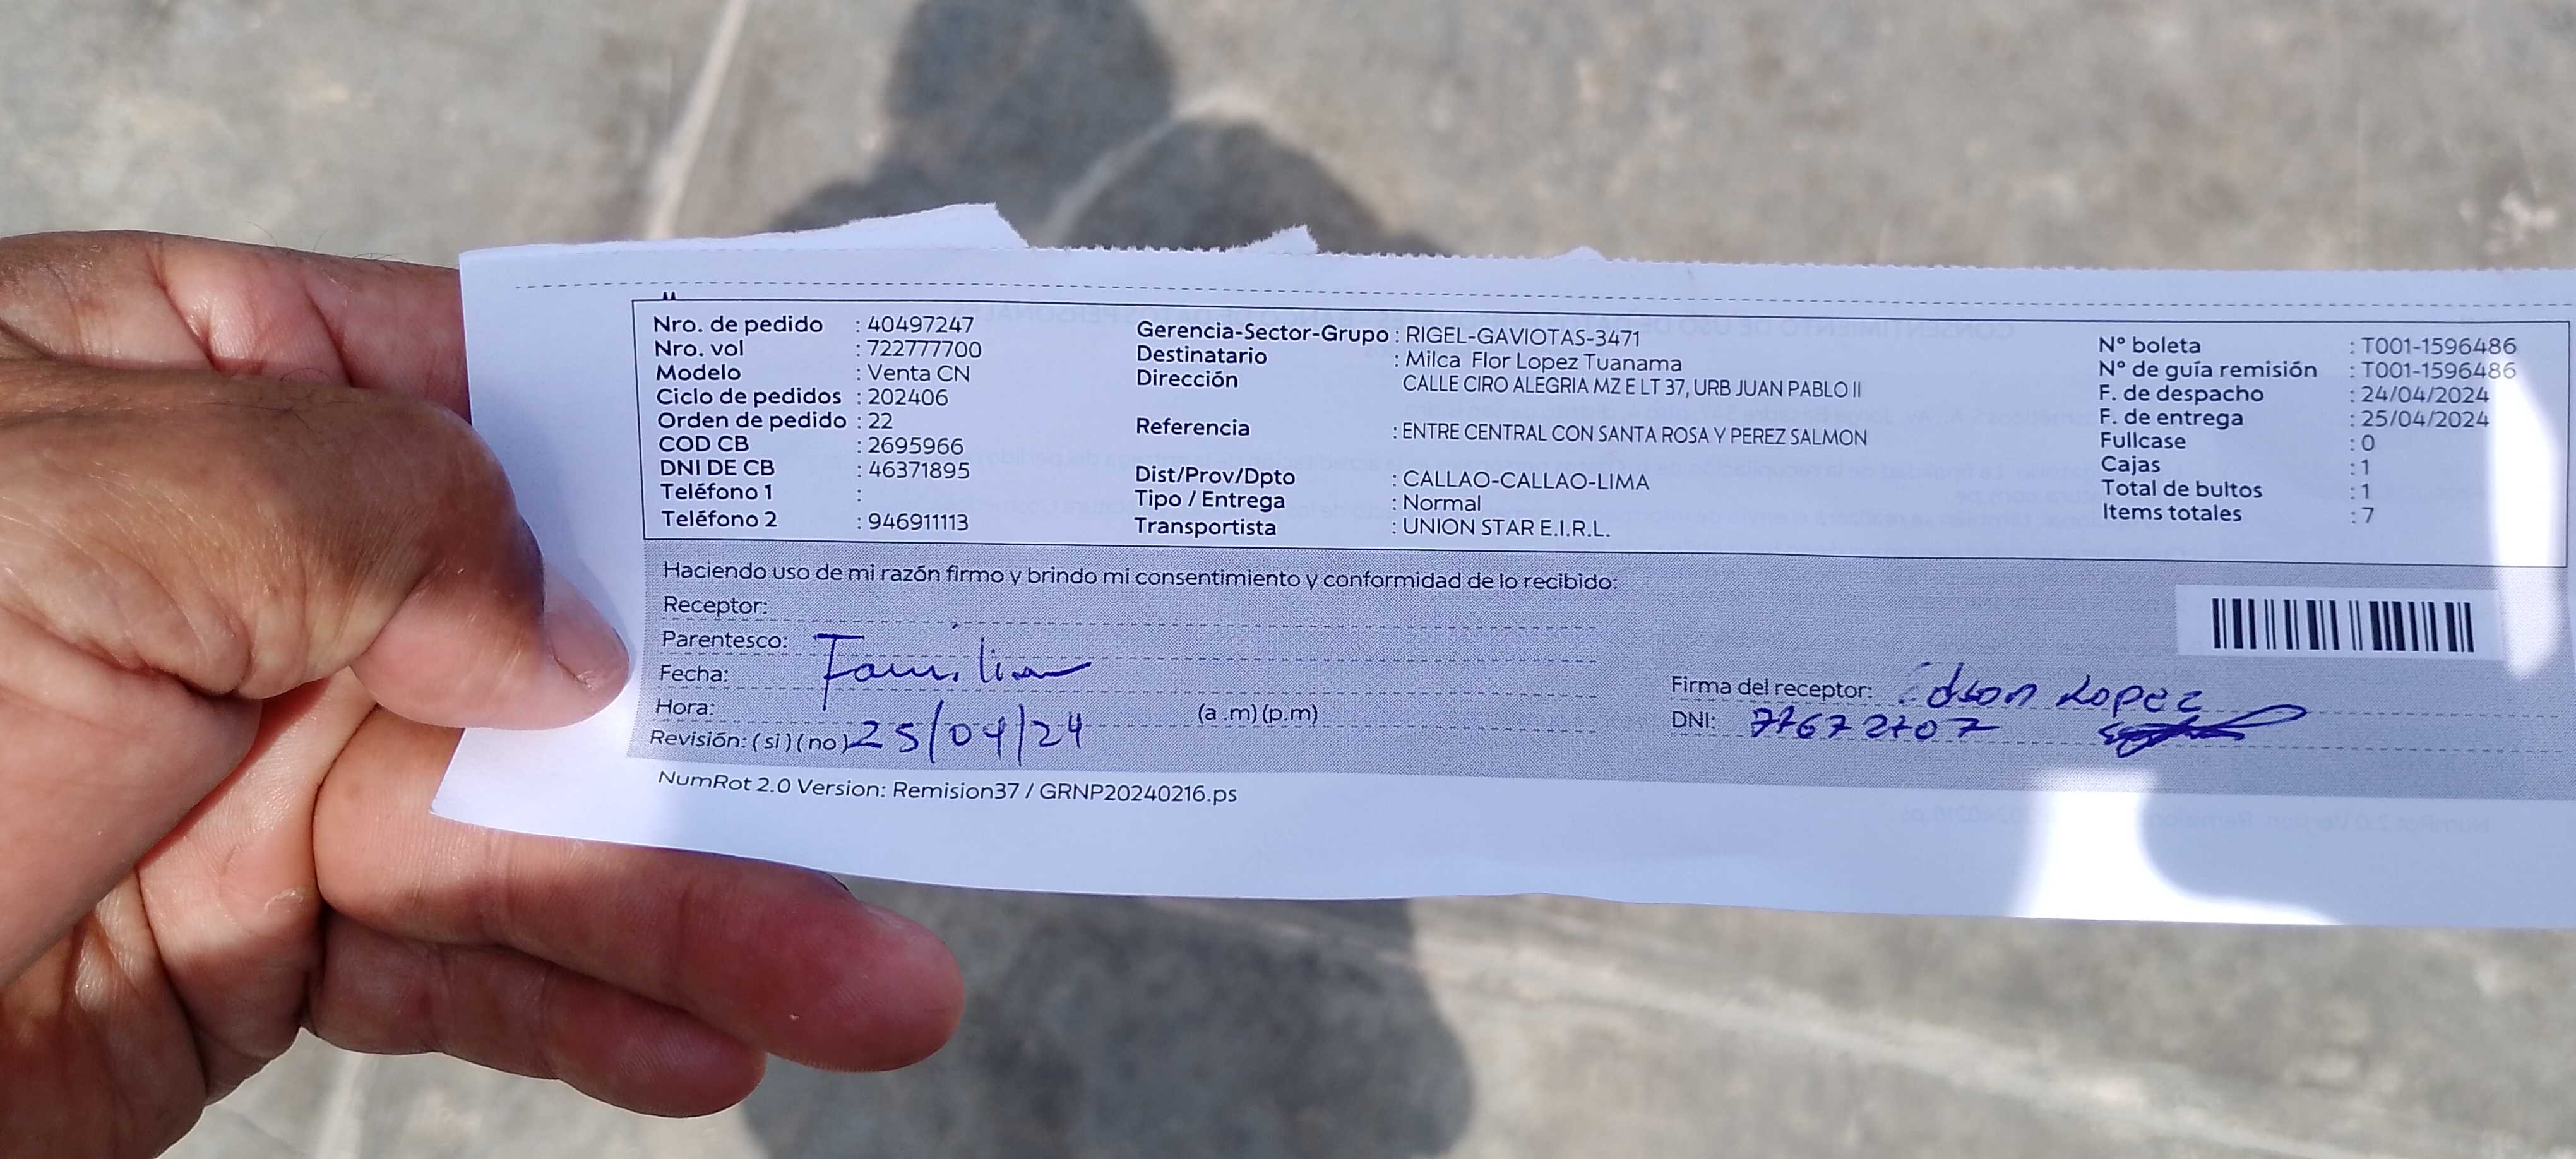 Nro. de pedido : 40497247
Nro. vol : 722777700
Modelo : Venta CN
Ciclo de pedidos : 202406
Orden de pedido : 22
COD CB : 2695966
DNI DE CB : 46371895
Teléfono 1 :
Teléfono 2 : 946911113
Gerencia-Sector-Grupo : RIGEL-GAVIOTAS-3471
Destinatario : Milca Flor Lopez Tuanama
Dirección CALLE CIRO ALEGRIA MZ E LT 37, URB JUAN PABLO II
Referencia : ENTRE CENTRAL CON SANTA ROSA Y PEREZ SALMON
Dist/Prov/Dpto : CALLAO-CALLAO-LIMA
Tipo / Entrega : Normal
Transportista : UNION STAR E.I.R.L.
N° boleta : T001-1596486
N° de guía remisión : T001-1596486
F. de despacho : 24/04/2024
F. de entrega : 25/04/2024
Fullcase : 0
Cajas : 1
Total de bultos : 1
Items totales : 7
Haciendo uso de mi razón firmo y brindo mi consentimiento y conformidad de lo recibido:
Receptor:
Parentesco: Familia
Fecha:
Hora: (a .m) (p.m)
Revisión: ( si ) ( no ) 25/04/24
Firma del receptor: Edson Lopez
DNI: 77672707
NumRot 2.0 Version: Remision37 / GRNP20240216.ps